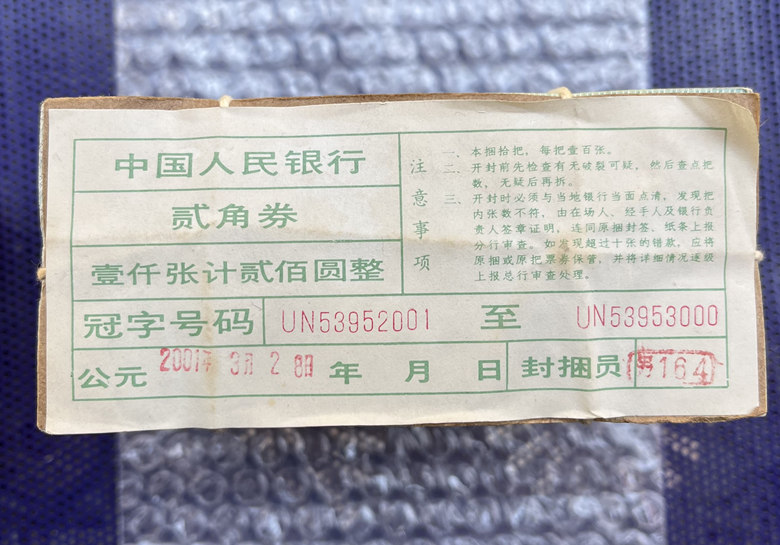 中国人民银行
贰角券
壹仟张计贰佰圆整
注意事项
一、本捆拾把，每把壹百张。
二、开封前先检查有无破裂可疑，然后查点把
数，无疑后再拆。
三、开封时必须与当地银行当面点清，发现把
内张数不符，由在场人、经手人及银行负
责人签章证明，连同原捆封签、纸条上报
分行审查。如发现超过十张的错款，应将
原捆或原把票券保管，并将详细情况逐级
上报总行审查处理。
冠字号码 UN53952001 至 UN53953000
公元 2001年 3月 2 8日 年 月 日 封捆员 号164